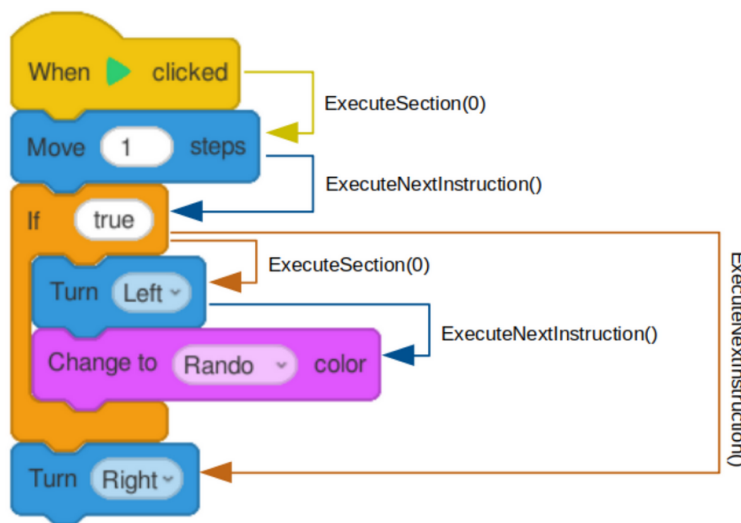 When clicked
ExecuteSection(0)
Move 1 steps
ExecuteNextInstruction()
If true
ExecuteSection(0)
Turn Left
ExecuteNextInstruction()
Change to Rando color
ExecuteNextInstruction()
Turn Right